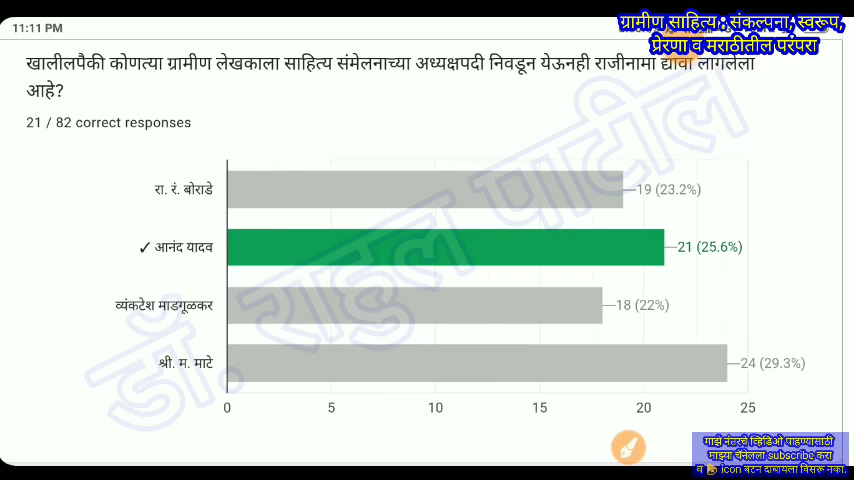 11:11 PM
ग्रामीण साहित्य : संकल्पना, स्वरूप,
प्रेरणा व मराठीतील परंपरा
खालीलपैकी कोणत्या ग्रामीण लेखकाला साहित्य संमेलनाच्या अध्यक्षपदी निवडून येऊनही राजीनामा द्यावा लागलेला
आहे?
21 / 82 correct responses
रा. रं. बोराडे
19 (23.2%)
✓ आनंद यादव
21 (25.6%)
व्यंकटेश माडगूळकर
18 (22%)
श्री. म. माटे
24 (29.3%)
0 5 10 15 20 25
डॉ. राहुल पाटील
माझे नंतरचे व्हिडिओ पाहण्यासाठी
माझ्या चॅनेलला subscribe करा
व 🔔 icon बटन दाबायला विसरू नका.